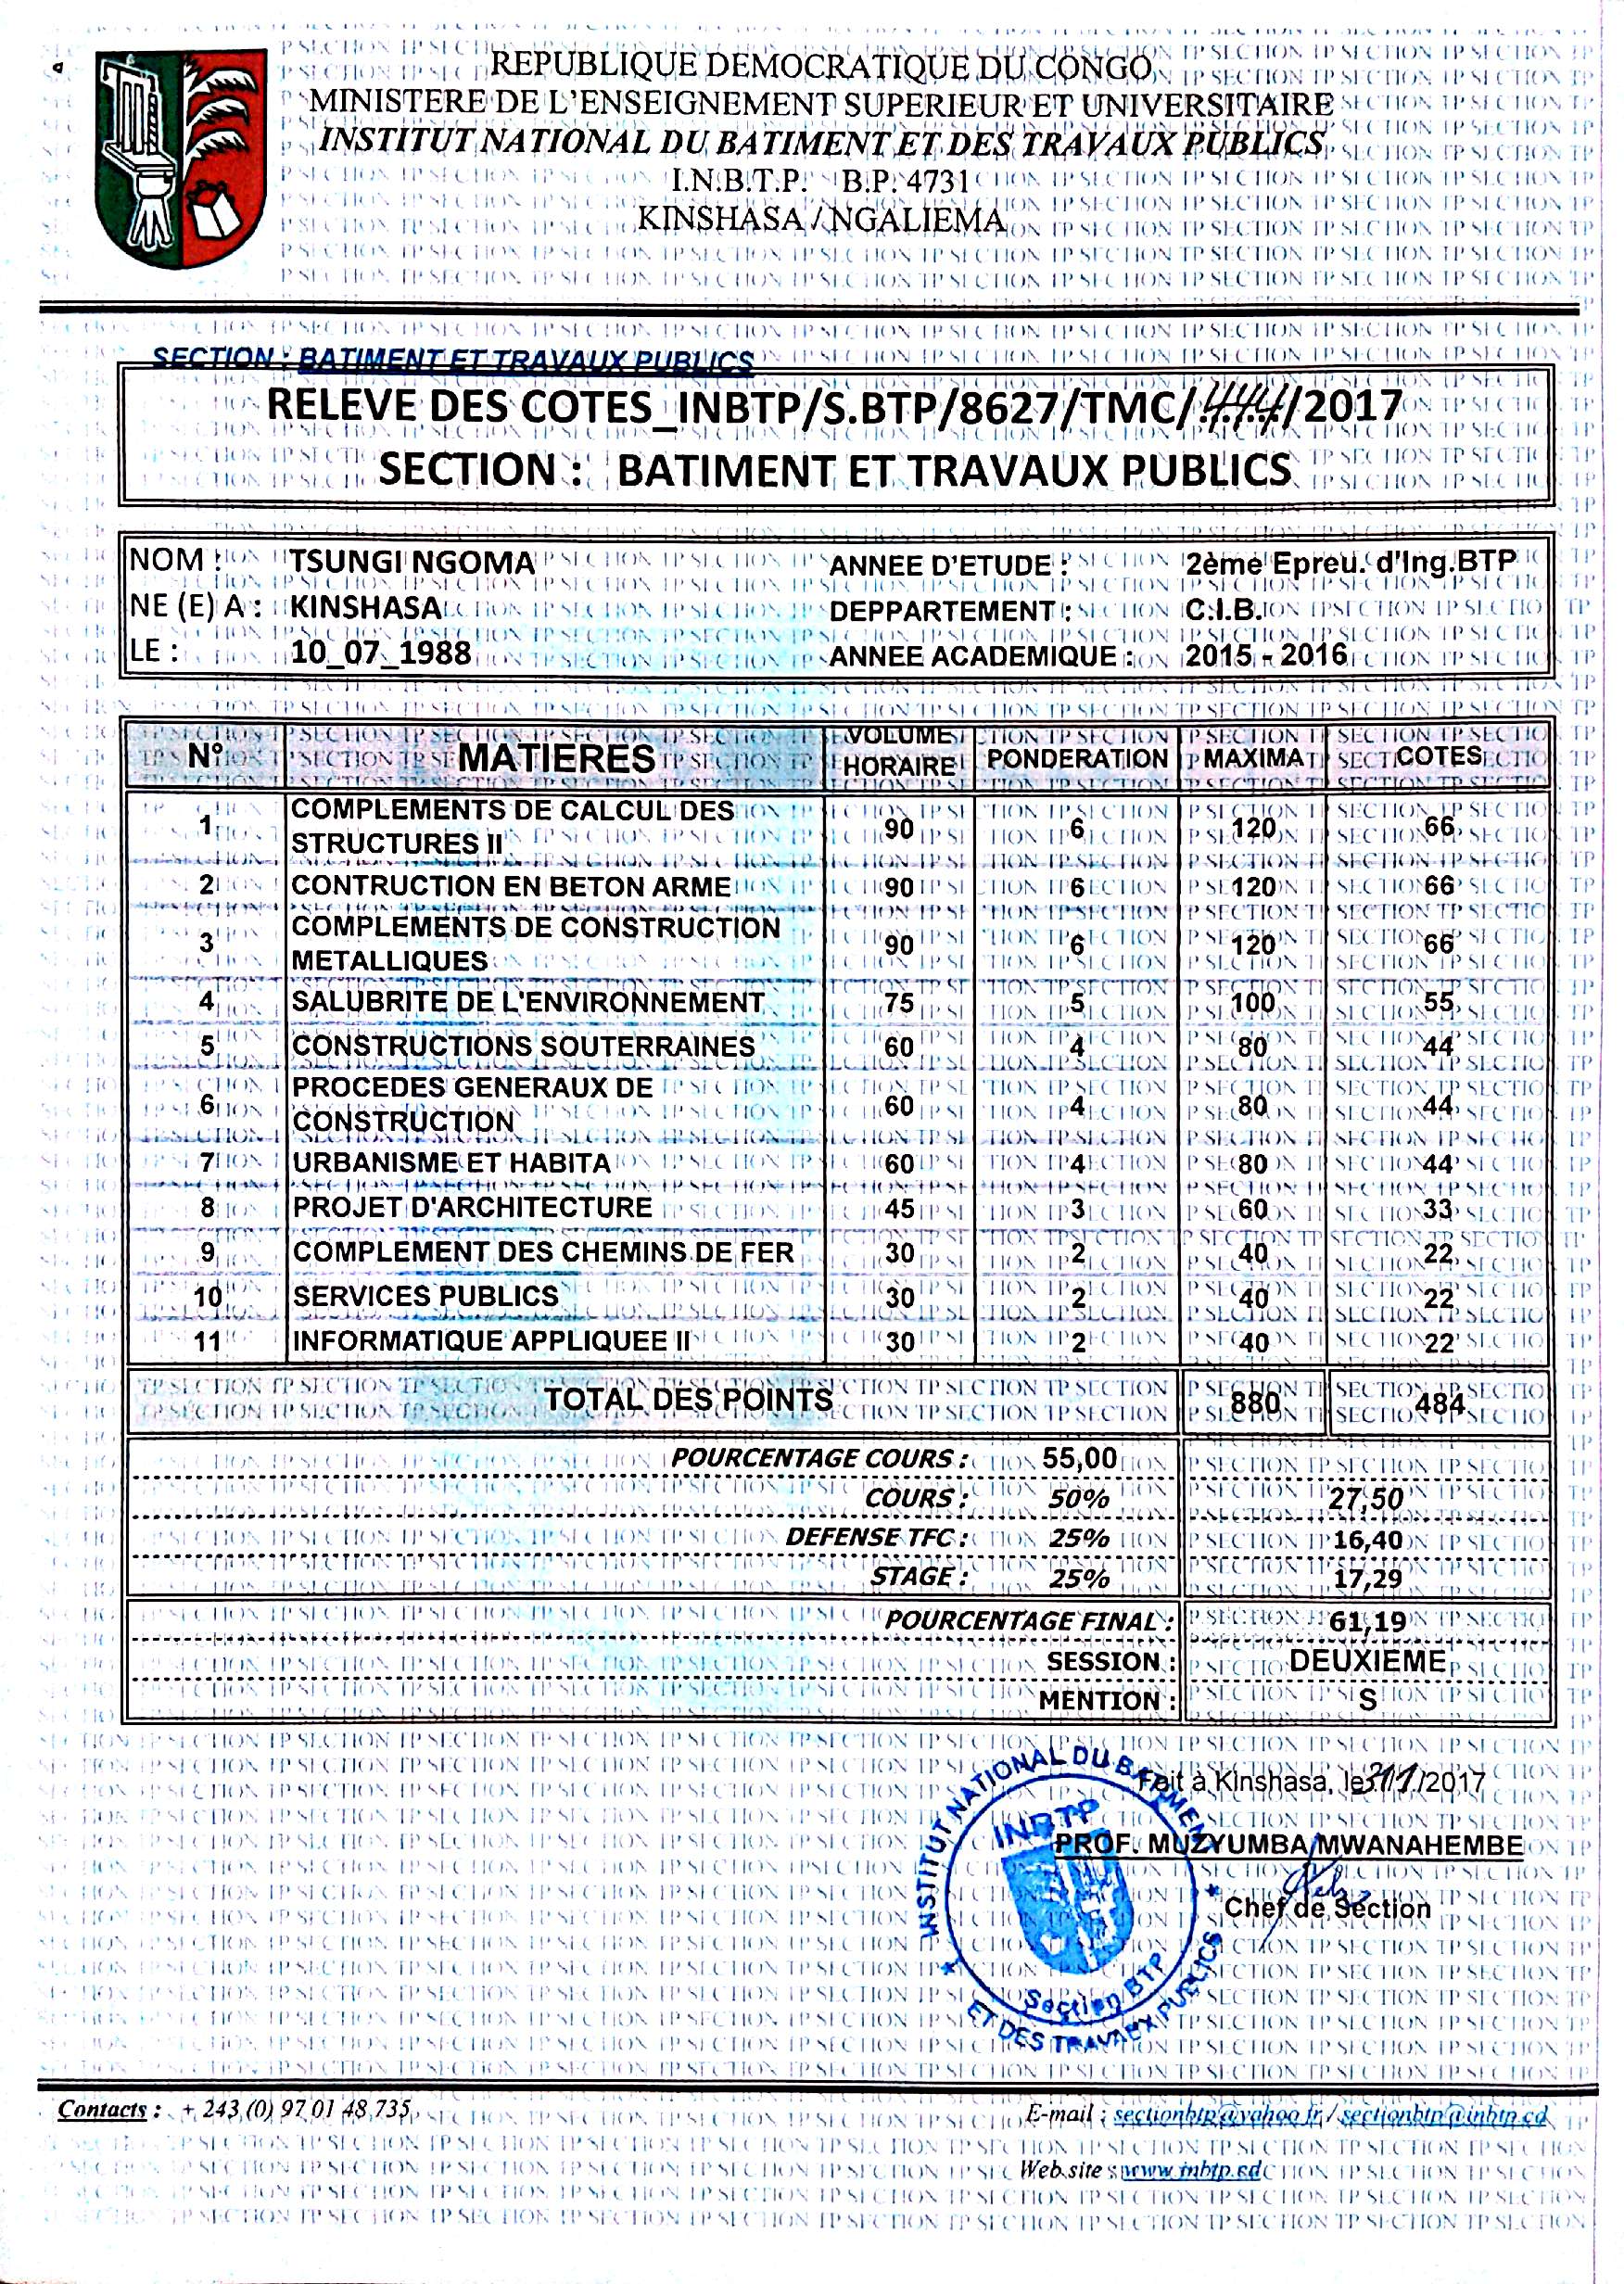 REPUBLIQUE DEMOCRATIQUE DU CONGO
MINISTERE DE L'ENSEIGNEMENT SUPERIEUR ET UNIVERSITAIRE
INSTITUT NATIONAL DU BATIMENT ET DES TRAVAUX PUBLICS
I.N.B.T.P. B.P. 4731
KINSHASA / NGALIEMA
SECTION : BATIMENT ET TRAVAUX PUBLICS
RELEVE DES COTES_INBTP/S.BTP/8627/TMC/ /2017
SECTION : BATIMENT ET TRAVAUX PUBLICS
NOM : TSUNGI NGOMA ANNEE D'ETUDE : 2ème Epreu. d'Ing.BTP
NE (E) A : KINSHASA DEPPARTEMENT : C.I.B.
LE : 10_07_1988 ANNEE ACADEMIQUE : 2015 - 2016
N° MATIERES VOLUME HORAIRE PONDERATION MAXIMA COTES
1 COMPLEMENTS DE CALCUL DES STRUCTURES II 90 6 120 66
2 CONTRUCTION EN BETON ARME 90 6 120 66
3 COMPLEMENTS DE CONSTRUCTION METALLIQUES 90 6 120 66
4 SALUBRITE DE L'ENVIRONNEMENT 75 5 100 55
5 CONSTRUCTIONS SOUTERRAINES 60 4 80 44
6 PROCEDES GENERAUX DE CONSTRUCTION 60 4 80 44
7 URBANISME ET HABITA 60 4 80 44
8 PROJET D'ARCHITECTURE 45 3 60 33
9 COMPLEMENT DES CHEMINS DE FER 30 2 40 22
10 SERVICES PUBLICS 30 2 40 22
11 INFORMATIQUE APPLIQUEE II 30 2 40 22
TOTAL DES POINTS 880 484
POURCENTAGE COURS : 55,00
COURS : 50% 27,50
DEFENSE TFC : 25% 16,40
STAGE : 25% 17,29
POURCENTAGE FINAL : 61,19
SESSION : DEUXIEME
MENTION : S
Fait à Kinshasa, le /2017
PROF. MUZYUMBA MWANAHEMBE
Chef de Section
INSTITUT NATIONAL DU BATIMENT
ET DES TRAVAUX PUBLICS
INBTP
Section BTP
Contacts : + 243 (0) 97 01 48 735
E-mail : sectionbtp@yahoo.fr / sectionbtp@inbtp.cd
Web.site : www.inbtp.cd